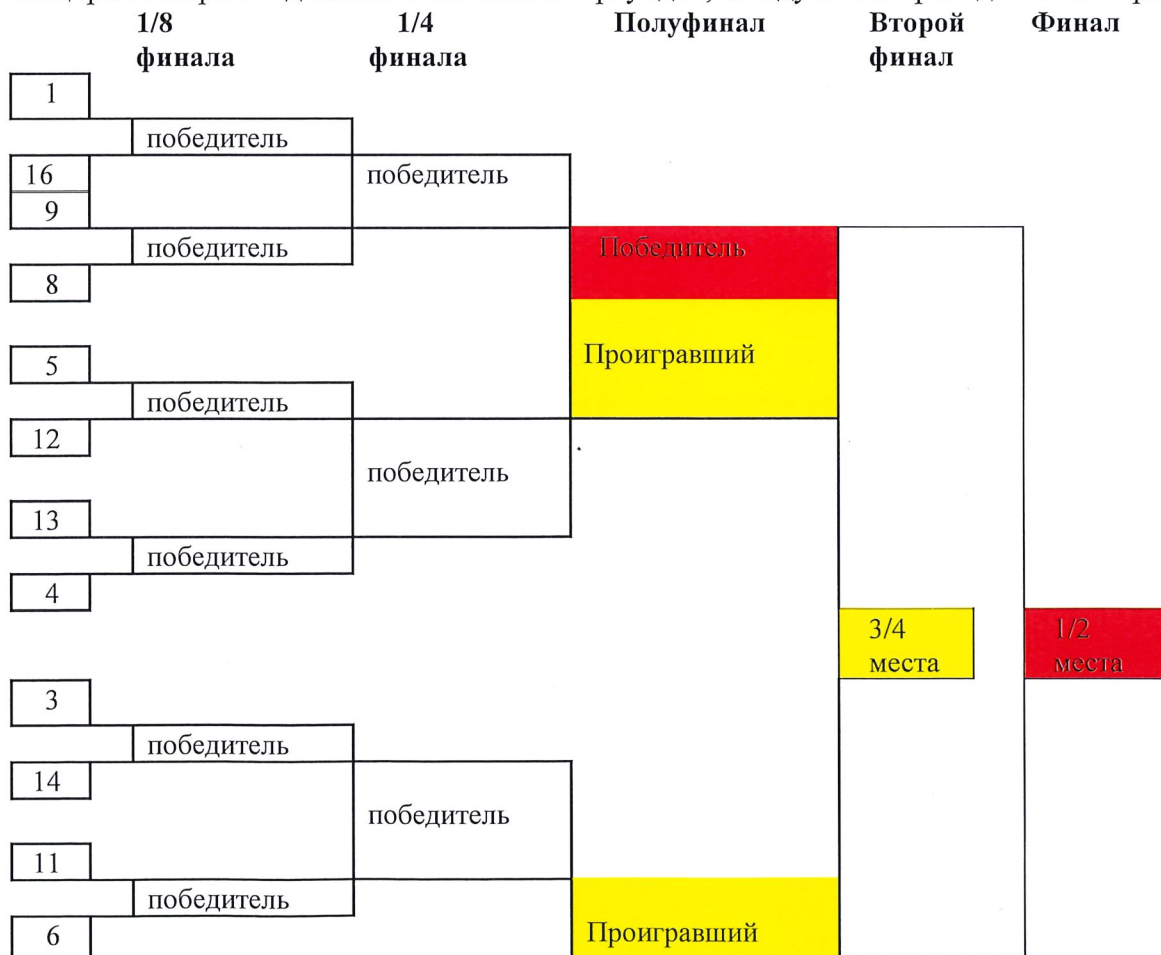 1/8 финала 1/4 финала Полуфинал Второй финал Финал
1
победитель
16 победитель
9
победитель Победитель
8
5 Проигравший
победитель
12
победитель
13
победитель
4
3/4 места 1/2 места
3
победитель
14
победитель
11
победитель
6 Проигравший